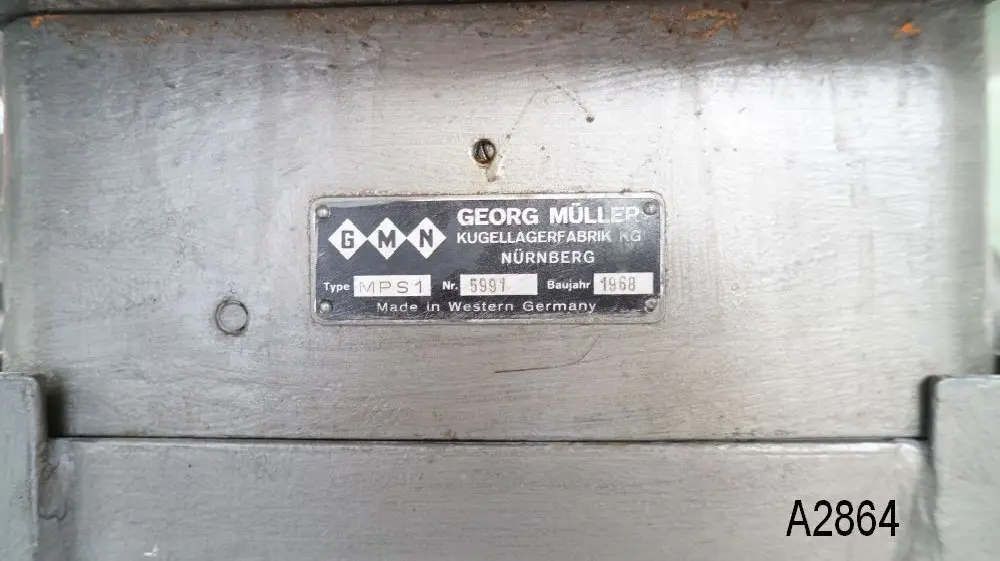 GMN
GEORG MÜLLER
KUGELLAGERFABRIK KG
NÜRNBERG
Type MPS1 Nr. 5991 Baujahr 1968
Made in Western Germany
A2864